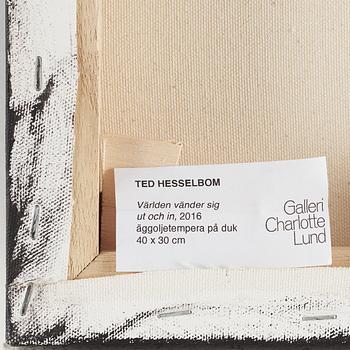 TED HESSELBOM
Världen vänder sig
ut och in, 2016
äggoljetempera på duk
40 x 30 cm
Galleri
Charlotte
Lund